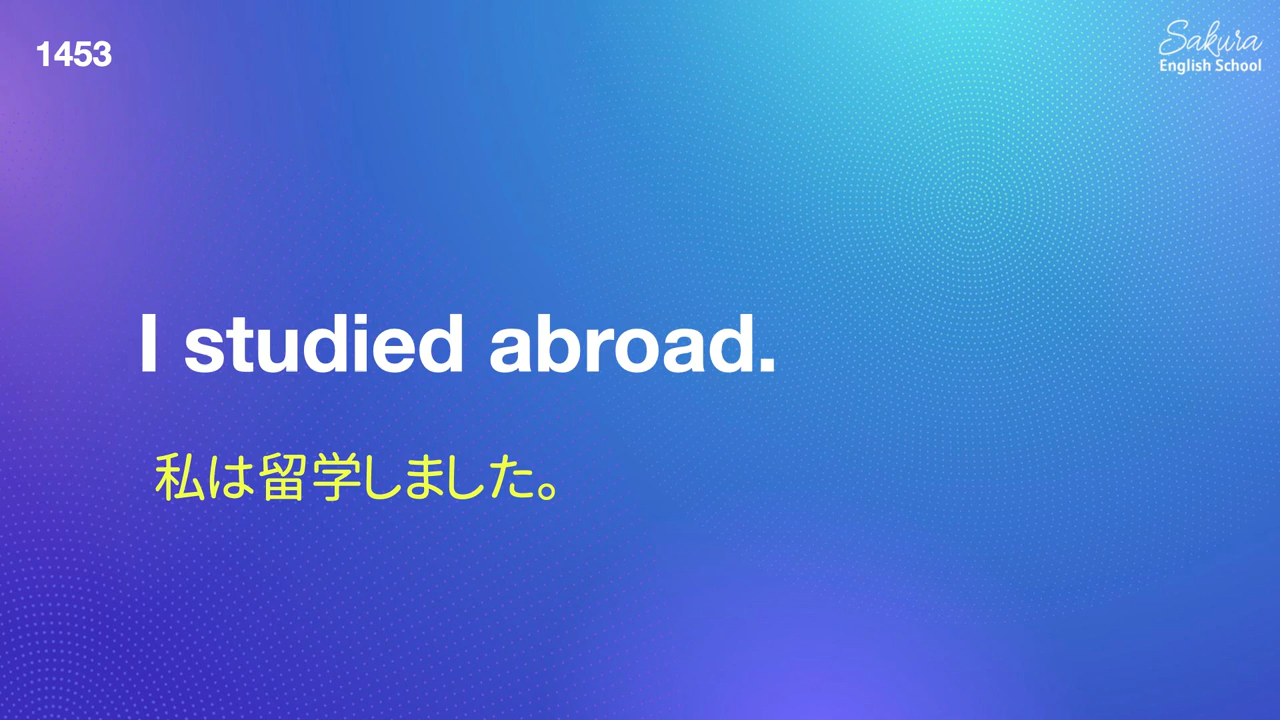 1453
Sakura
English School
I studied abroad.
私は留学しました。